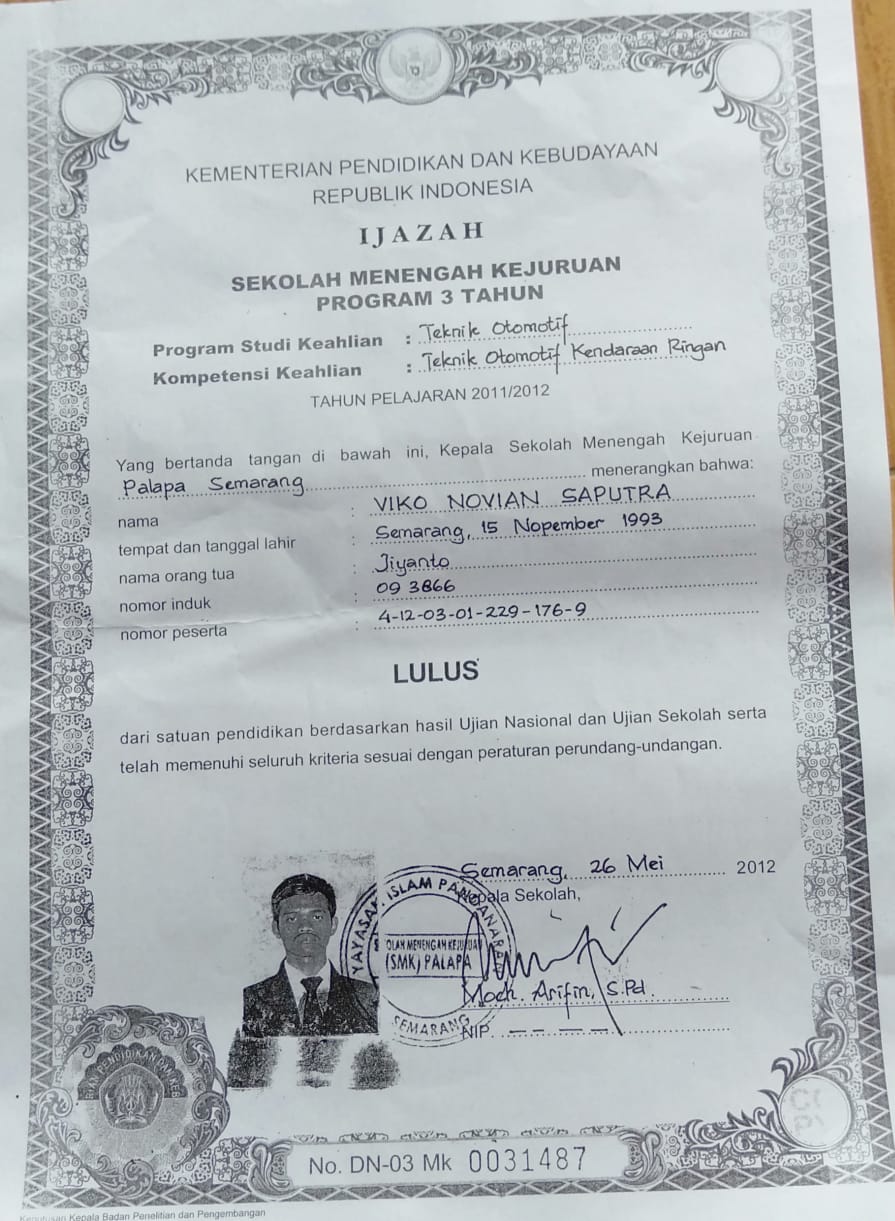 KEMENTERIAN PENDIDIKAN DAN KEBUDAYAAN
REPUBLIK INDONESIA
IJAZAH
SEKOLAH MENENGAH KEJURUAN
PROGRAM 3 TAHUN
Program Studi Keahlian : Teknik Otomotif
Kompetensi Keahlian : Teknik Otomotif Kendaraan Ringan
TAHUN PELAJARAN 2011/2012
Yang bertanda tangan di bawah ini, Kepala Sekolah Menengah Kejuruan
Palapa Semarang menerangkan bahwa:
nama : VIKO NOVIAN SAPUTRA
tempat dan tanggal lahir : Semarang, 15 Nopember 1993
nama orang tua : Jiyanto
nomor induk : 09 3866
nomor peserta : 4-12-03-01-229-176-9
LULUS
dari satuan pendidikan berdasarkan hasil Ujian Nasional dan Ujian Sekolah serta
telah memenuhi seluruh kriteria sesuai dengan peraturan perundang-undangan.
Semarang, 26 Mei 2012
Kepala Sekolah,
YAYASAN ISLAM
OLAH MENENGAH KEJURUAN
(SMK) PALAPA
SEMARANG
Moch. Arifin, S.Pd.
NIP. – – – –
No. DN-03 Mk 0031487
Keputusan Kepala Badan Penelitian dan Pengembangan